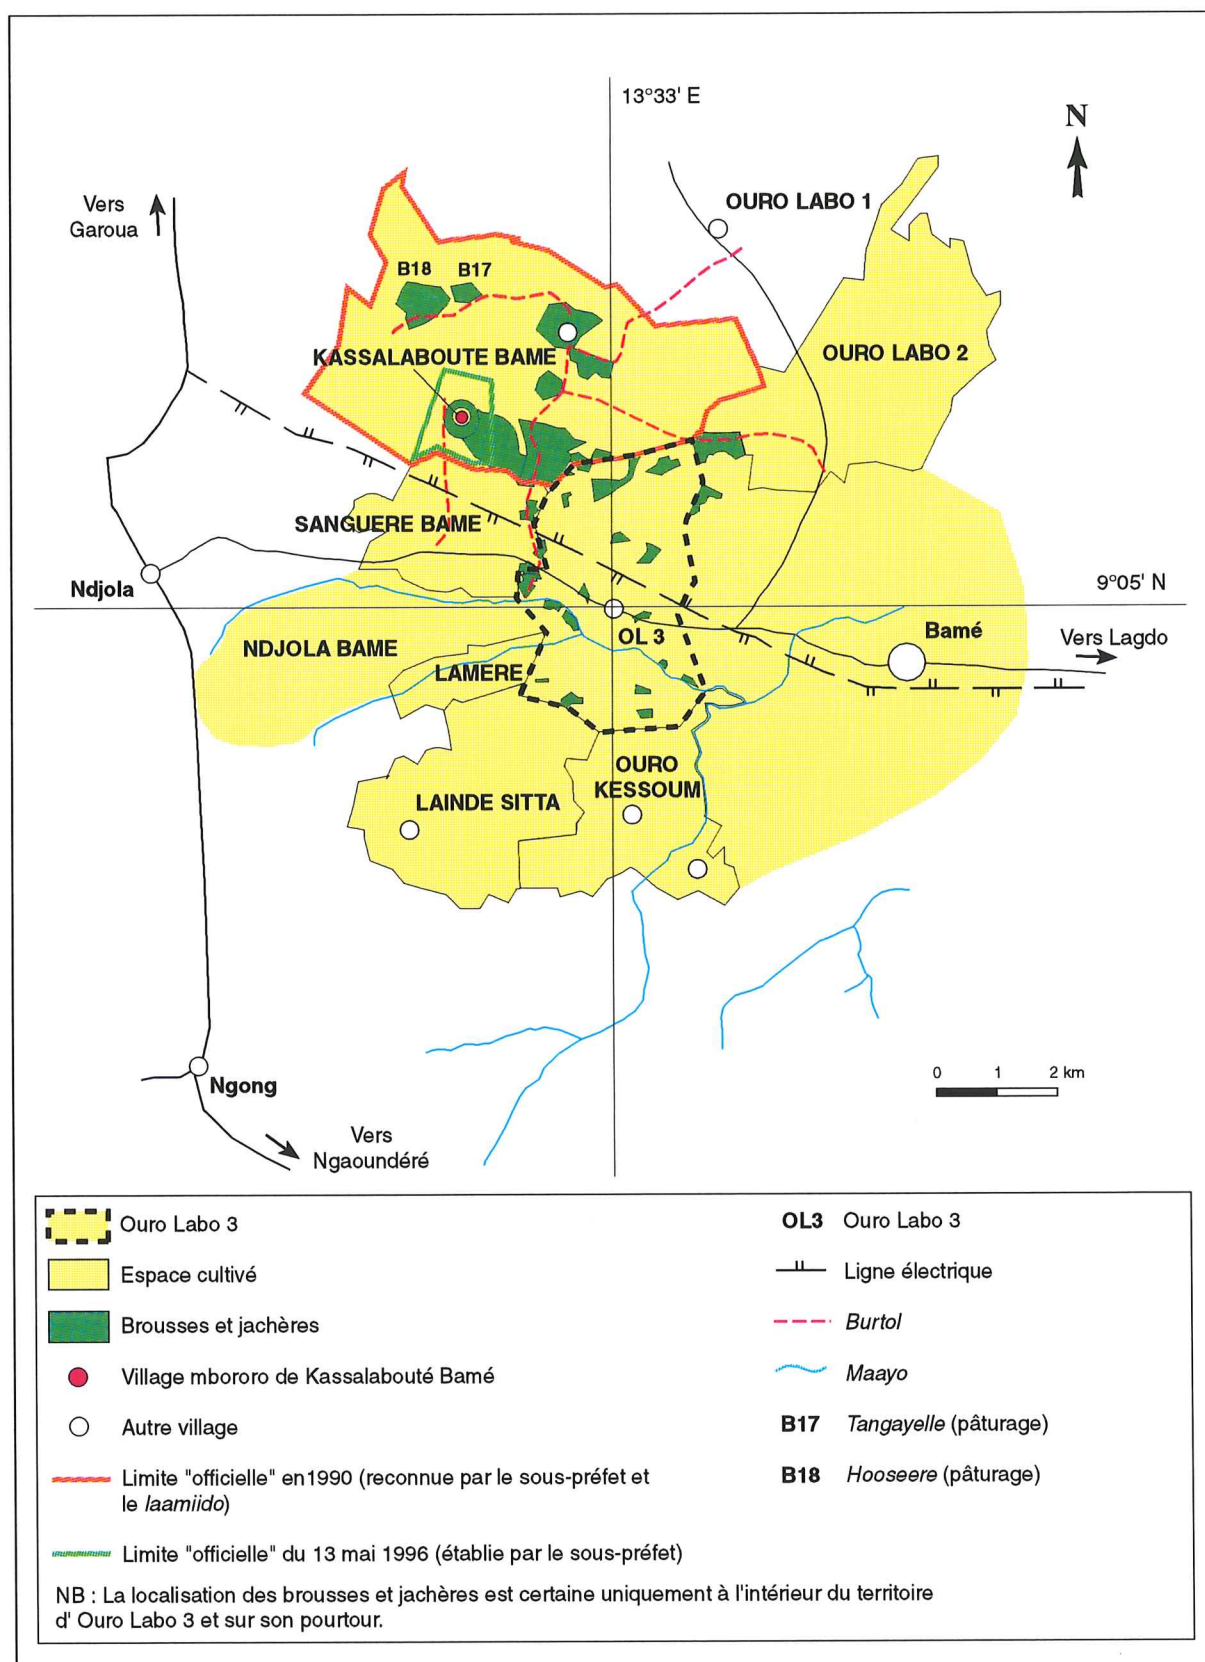 13°33' E
N
Vers
Garoua
OURO LABO 1
B18
B17
KASSALABOUTE BAME
OURO LABO 2
SANGUERE BAME
Ndjola
9°05' N
OL 3
Bamé
Vers Lagdo
NDJOLA BAME
LAMERE
OURO
KESSOUM
LAINDE SITTA
0 1 2 km
Ngong
Vers
Ngaoundéré
Ouro Labo 3
Espace cultivé
Brousses et jachères
Village mbororo de Kassalabouté Bamé
Autre village
Limite "officielle" en1990 (reconnue par le sous-préfet et
le laamiido)
Limite "officielle" du 13 mai 1996 (établie par le sous-préfet)
OL3 Ouro Labo 3
Ligne électrique
Burtol
Maayo
B17 Tangayelle (pâturage)
B18 Hooseere (pâturage)
NB : La localisation des brousses et jachères est certaine uniquement à l'intérieur du territoire
d' Ouro Labo 3 et sur son pourtour.